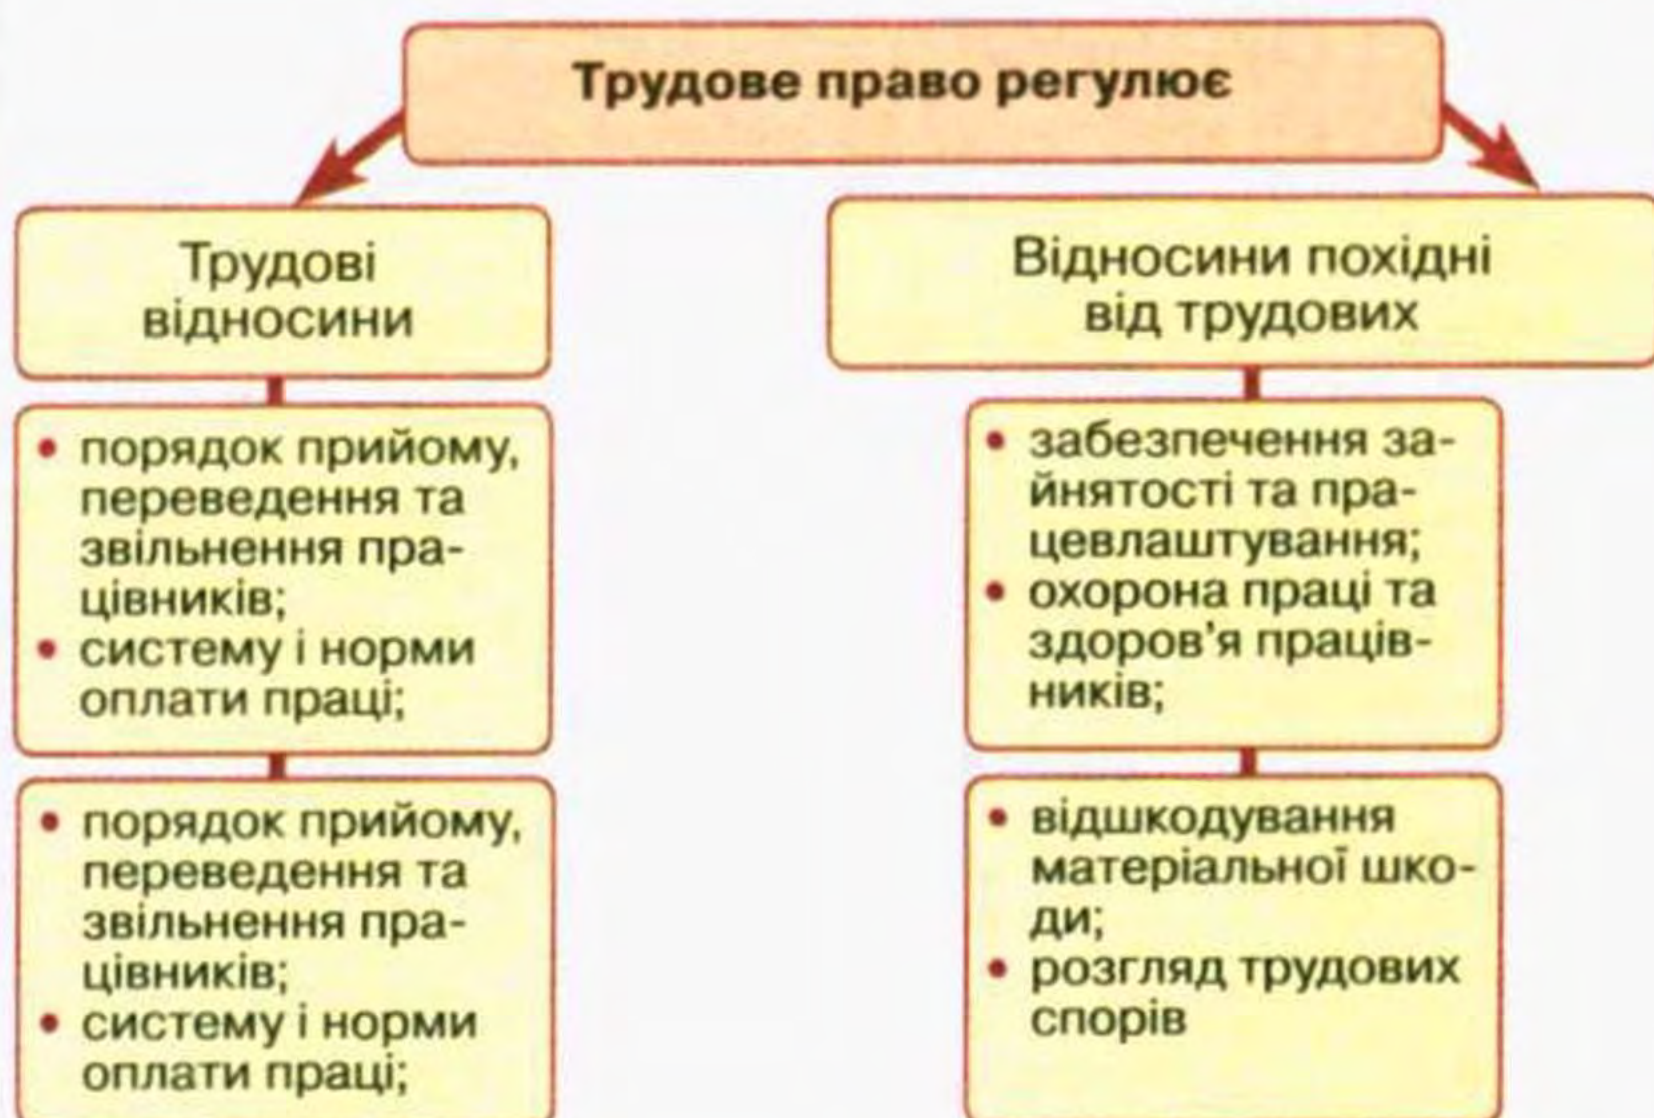 Трудове право регулює
Трудові
відносини
• порядок прийому,
переведення та
звільнення пра-
цівників;
• систему і норми
оплати праці;
• порядок прийому,
переведення та
звільнення пра-
цівників;
• систему і норми
оплати праці;
Відносини похідні
від трудових
• забезпечення за-
йнятості та пра-
цевлаштування;
• охорона праці та
здоров'я праців-
ників;
• відшкодування
матеріальної шко-
ди;
• розгляд трудових
спорів